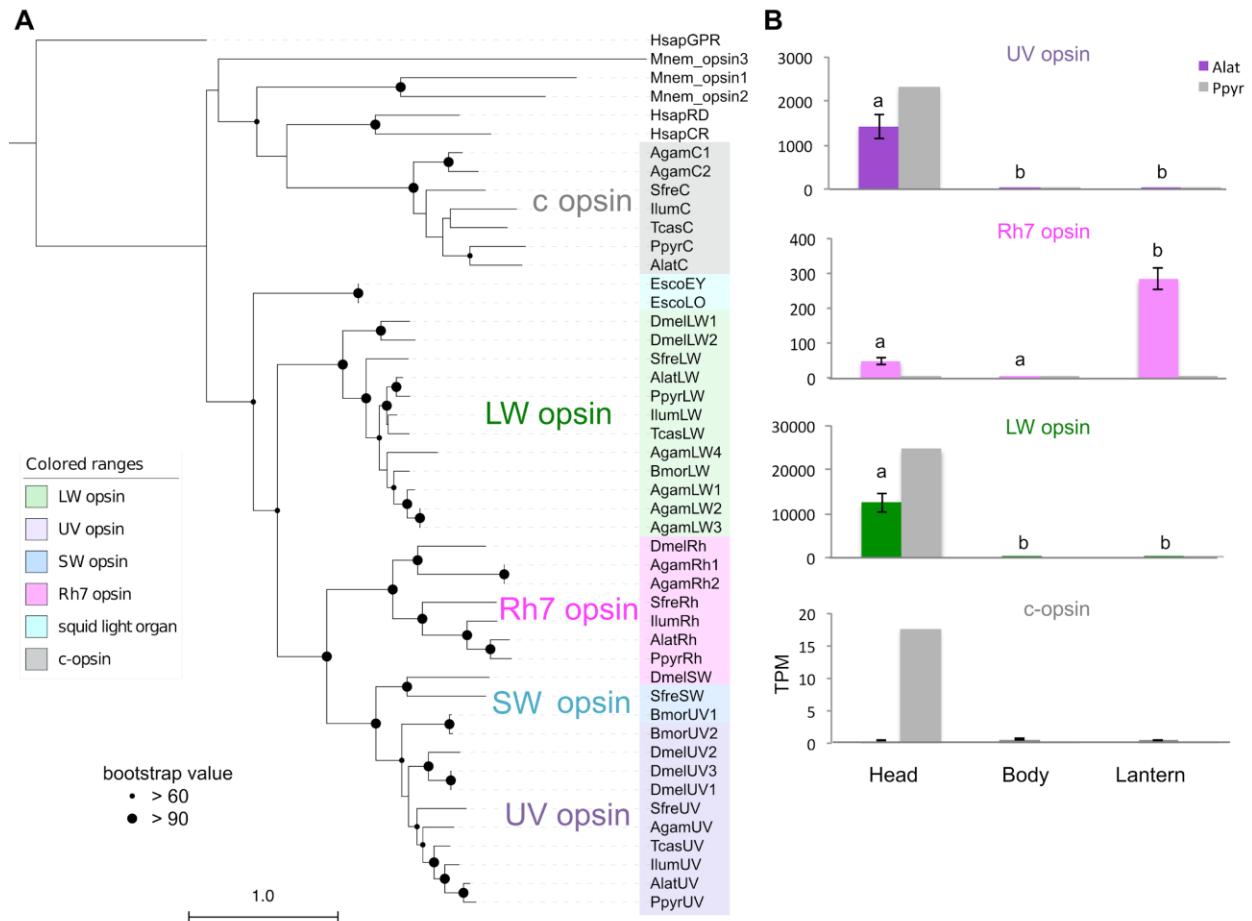 A
HsapGPR
Mnem_opsin3
Mnem_opsin1
Mnem_opsin2
HsapRD
HsapCR
AgamC1
AgamC2
SfreC
IlumC
TcasC
PpyrC
AlatC
EscoEY
EscoLO
DmelLW1
DmelLW2
SfreLW
AlatLW
PpyrLW
IlumLW
TcasLW
AgamLW4
BmorLW
AgamLW1
AgamLW2
AgamLW3
DmelRh
AgamRh1
AgamRh2
SfreRh
IlumRh
AlatRh
PpyrRh
DmelSW
SfreSW
BmorUV1
BmorUV2
DmelUV2
DmelUV3
DmelUV1
SfreUV
AgamUV
TcasUV
IlumUV
AlatUV
PpyrUV
c opsin
LW opsin
Rh7 opsin
SW opsin
UV opsin
Colored ranges
LW opsin
UV opsin
SW opsin
Rh7 opsin
squid light organ
c-opsin
bootstrap value
> 60
> 90
1.0
B
UV opsin
Alat
Ppyr
3000
2000
1000
0
a
b
b
Rh7 opsin
400
300
200
100
0
a
a
b
LW opsin
30000
20000
10000
0
a
b
b
c-opsin
TPM
20
15
10
5
0
Head
Body
Lantern